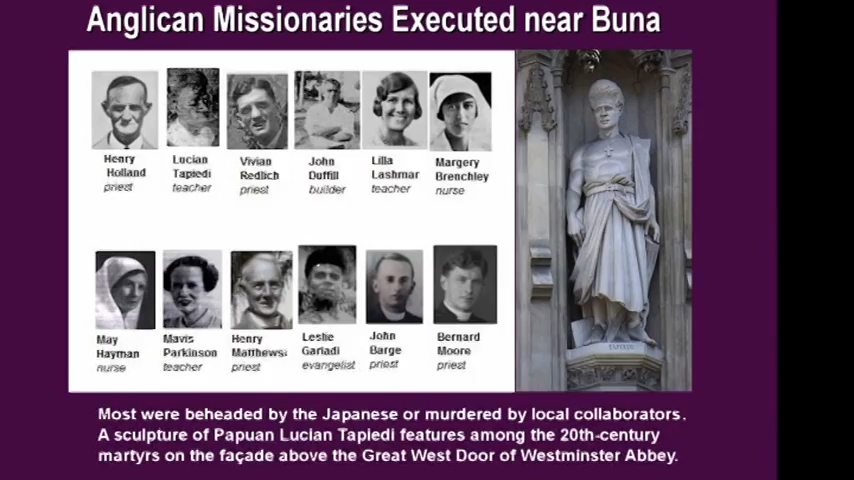 Anglican Missionaries Executed near Buna
Henry Holland priest
Lucian Tapiedi teacher
Vivian Redlich priest
John Duffill builder
Lilla Lashmar teacher
Margery Brenchley nurse
May Hayman nurse
Mavis Parkinson teacher
Henry Matthews priest
Leslie Gariadi evangelist
John Barge priest
Bernard Moore priest
Most were beheaded by the Japanese or murdered by local collaborators.
A sculpture of Papuan Lucian Tapiedi features among the 20th-century
martyrs on the façade above the Great West Door of Westminster Abbey.